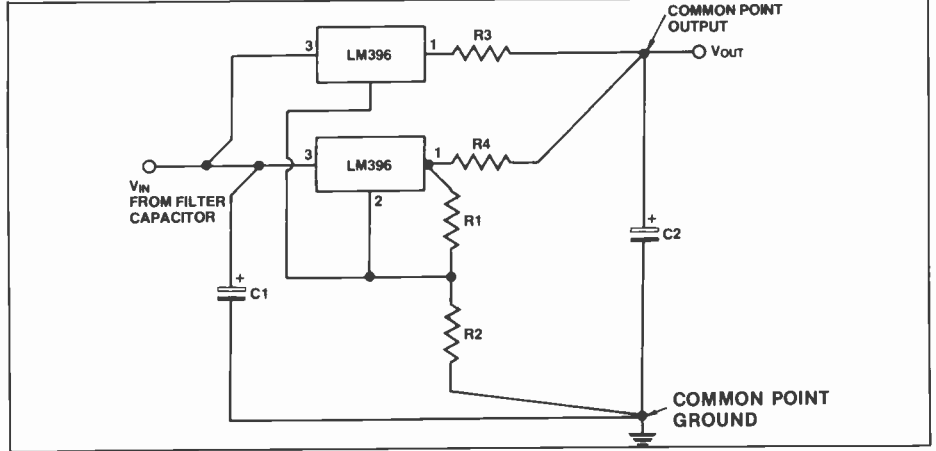 COMMON POINT
OUTPUT
R3
3
LM396
1
VOUT
3
LM396
1
R4
2
VIN
FROM FILTER
CAPACITOR
R1
+
C1
+
C2
R2
COMMON POINT
GROUND